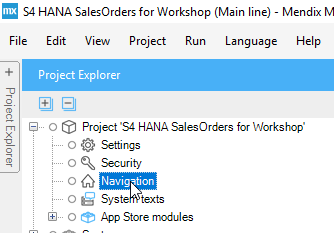 mx S4 HANA SalesOrders for Workshop (Main line) - Mendix M
File View Project Run Language Help
Project Explorer
Project Explorer
Project 'S4 HANA SalesOrders for Workshop'
Settings
Security
Navigation
System texts
App Store modules